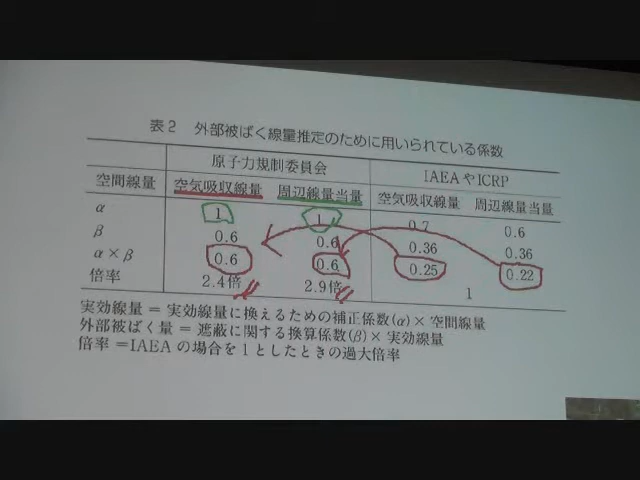 表2 外部被ばく線量推定のために用いられている係数
原子力規制委員会 IAEAやICRP
空間線量 空気吸収線量 周辺線量当量 空気吸収線量 周辺線量当量
α 1 1 0.7 0.6
β 0.6 0.6 0.36 0.36
α×β 0.6 0.6 0.25 0.22
倍率 2.4倍 2.9倍 1
実効線量＝実効線量に換えるための補正係数(α)×空間線量
外部被ばく量＝遮蔽に関する換算係数(β)×実効線量
倍率＝IAEAの場合を1としたときの過大倍率